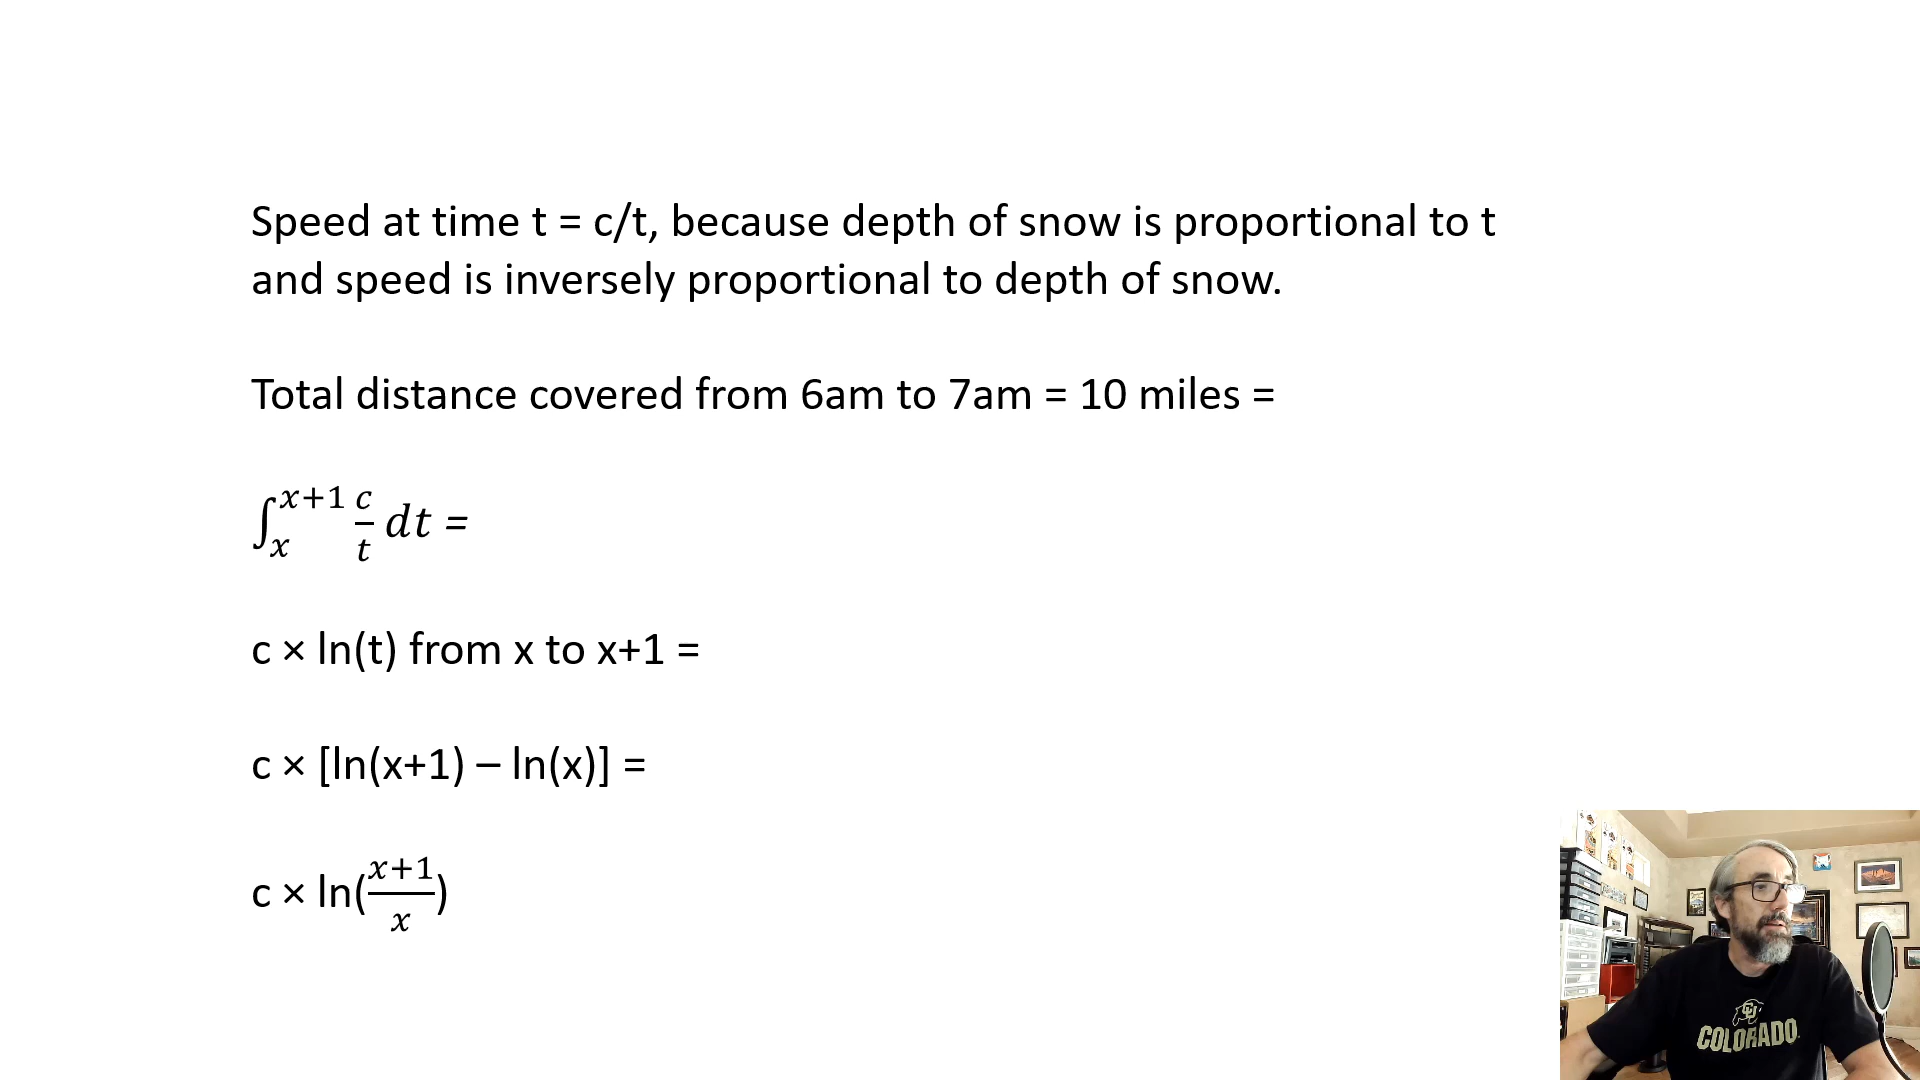 Speed at time t = c/t, because depth of snow is proportional to t
and speed is inversely proportional to depth of snow.
Total distance covered from 6am to 7am = 10 miles =
∫ₓˣ⁺¹ c/t dt =
c × ln(t) from x to x+1 =
c × [ln(x+1) – ln(x)] =
c × ln((x+1)/x)
CU
COLORADO